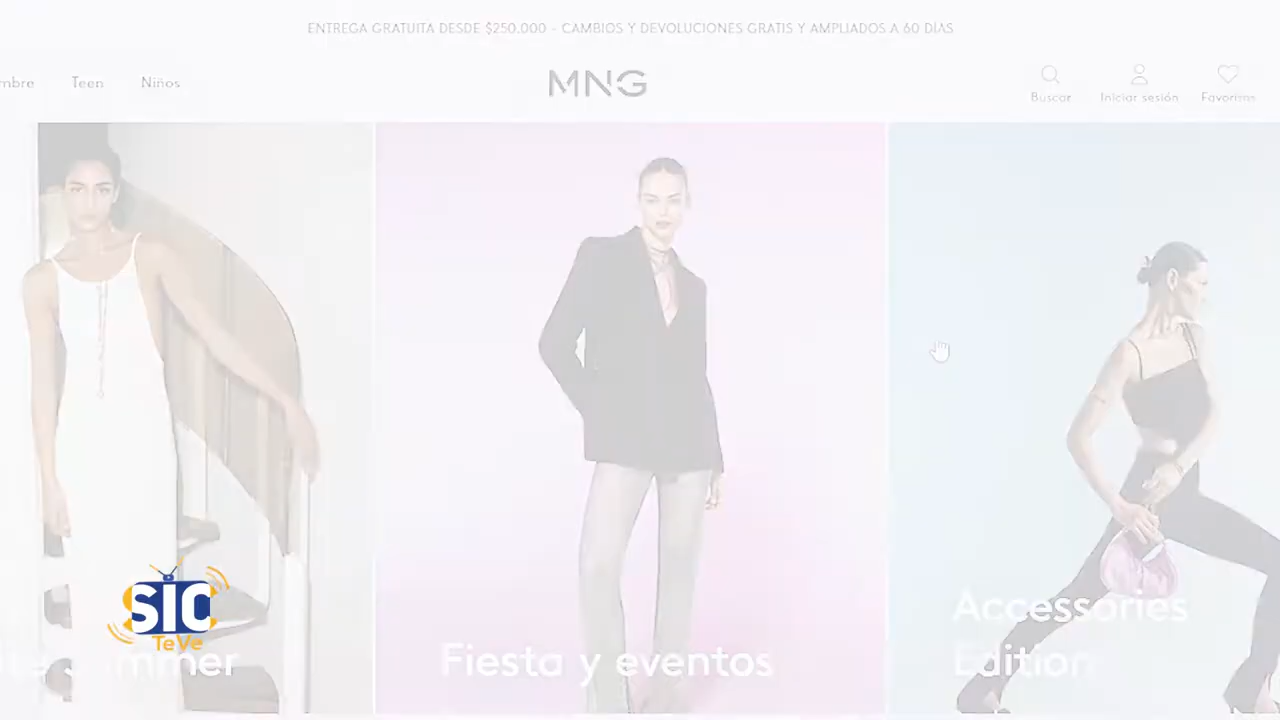 ENTREGA GRATUITA DESDE $250.000 - CAMBIOS Y DEVOLUCIONES GRATIS Y AMPLIADOS A 60 DÍAS
Teen
Niños
MNG
Buscar
Iniciar sesión
Favoritos
SIC
TeVe
Fiesta y eventos
Accessories
Edition